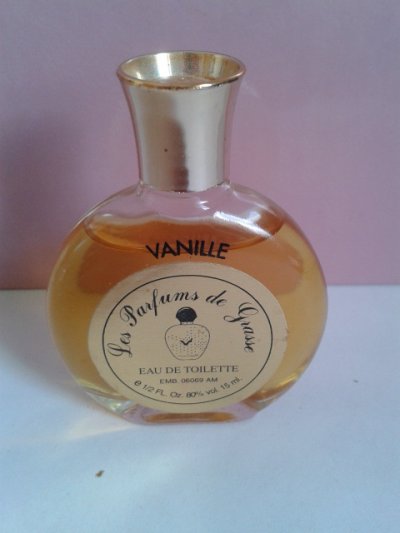 VANILLE
Les Parfums de Grasse
EAU DE TOILETTE
EMB. 06069 AM
e 1/2 FL. Oz. 80% vol. 15 ml.